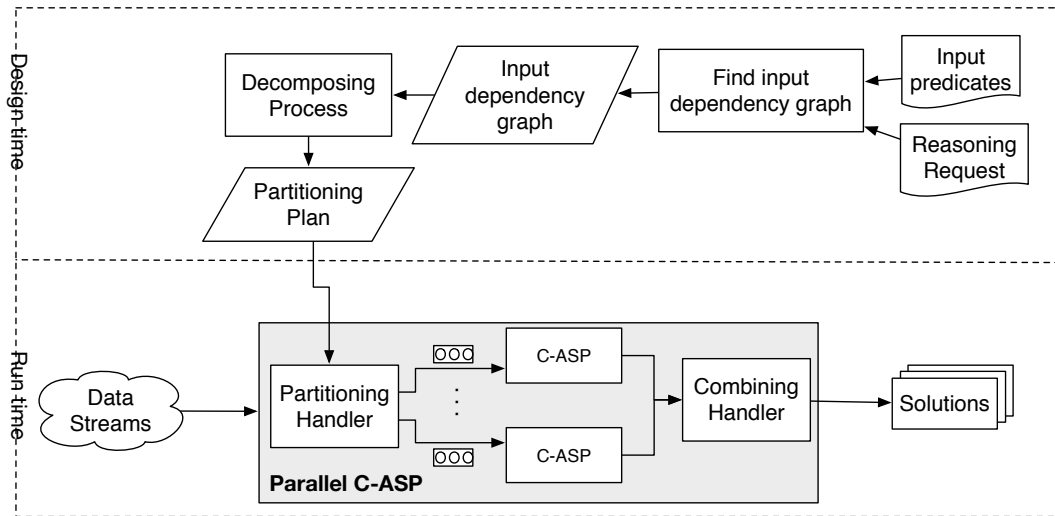 Design time
Decomposing
Process
Input
dependency
graph
Find input
dependency graph
Input
predicates
Reasoning
Request
Partitioning
Plan
Run time
Data
Streams
Partitioning
Handler
C-ASP
. . .
C-ASP
Combining
Handler
Solutions
Parallel C-ASP